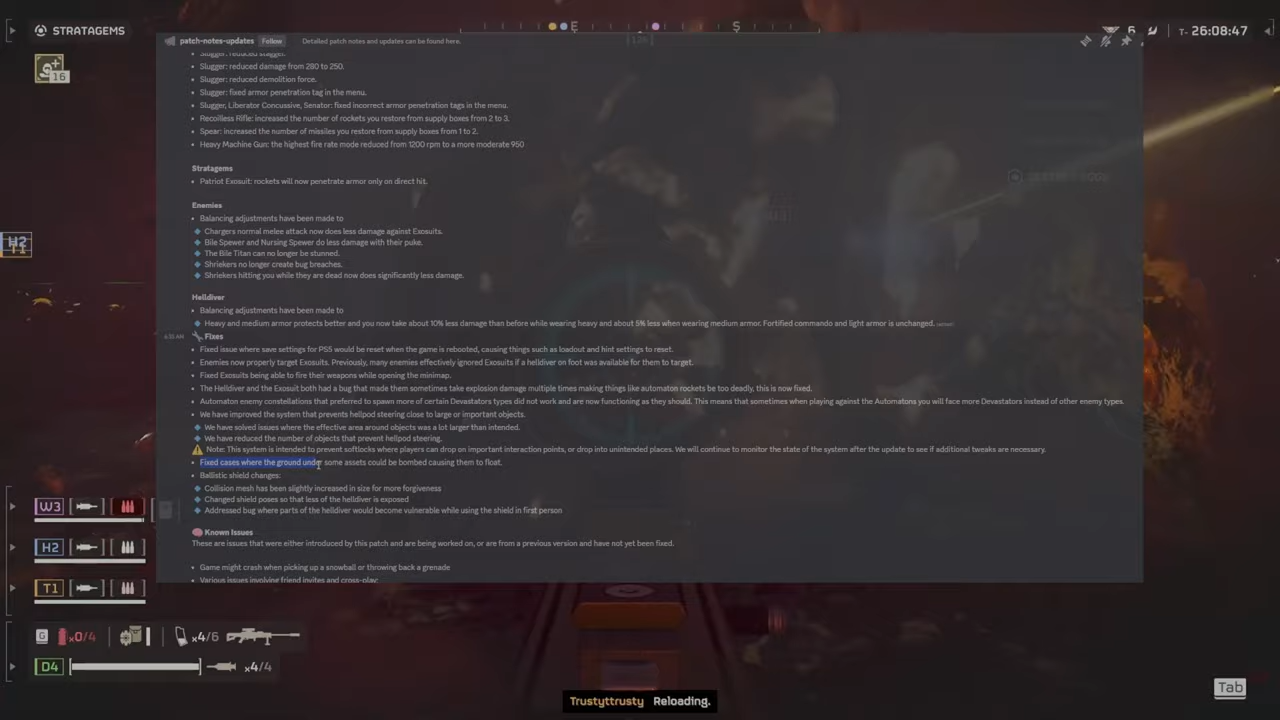 STRATAGEMS
16
E
S
6
T- 26:08:47
patch-notes-updates Follow Detailed patch notes and updates can be found here.
Slugger: reduced stagger.
Slugger: reduced damage from 280 to 250.
Slugger: reduced demolition force.
Slugger: fixed armor penetration tag in the menu.
Slugger, Liberator Concussive, Senator: fixed incorrect armor penetration tags in the menu.
Recoilless Rifle: increased the number of rockets you restore from supply boxes from 2 to 3.
Spear: increased the number of missiles you restore from supply boxes from 1 to 2.
Heavy Machine Gun: the highest fire rate mode reduced from 1200 rpm to a more moderate 950
Stratagems
Patriot Exosuit: rockets will now penetrate armor only on direct hit.
Enemies
Balancing adjustments have been made to
Chargers normal melee attack now does less damage against Exosuits.
Bile Spewer and Nursing Spewer do less damage with their puke.
The Bile Titan can no longer be stunned.
Shriekers no longer create bug breaches.
Shriekers hitting you while they are dead now does significantly less damage.
Helldiver
Balancing adjustments have been made to
Heavy and medium armor protects better and you now take about 10% less damage than before while wearing heavy and about 5% less when wearing medium armor. Fortified commando and light armor is unchanged. (edited)
6:35 AM Fixes
Fixed issue where save settings for PS5 would be reset when the game is rebooted, causing things such as loadout and hint settings to reset.
Enemies now properly target Exosuits. Previously, many enemies effectively ignored Exosuits if a helldiver on foot was available for them to target.
Fixed Exosuits being able to fire their weapons while opening the minimap.
The Helldiver and the Exosuit both had a bug that made them sometimes take explosion damage multiple times making things like automaton rockets be too deadly, this is now fixed.
Automaton enemy constellations that preferred to spawn more of certain Devastators types did not work and are now functioning as they should. This means that sometimes when playing against the Automatons you will face more Devastators instead of other enemy types.
We have improved the system that prevents hellpod steering close to large or important objects.
We have solved issues where the effective area around objects was a lot larger than intended.
We have reduced the number of objects that prevent hellpod steering.
Note: This system is intended to prevent softlocks where players can drop on important interaction points, or drop into unintended places. We will continue to monitor the state of the system after the update to see if additional tweaks are necessary.
Fixed cases where the ground under some assets could be bombed causing them to float.
Ballistic shield changes:
Collision mesh has been slightly increased in size for more forgiveness
Changed shield poses so that less of the helldiver is exposed
Addressed bug where parts of the helldiver would become vulnerable while using the shield in first person
Known Issues
These are issues that were either introduced by this patch and are being worked on, or are from a previous version and have not yet been fixed.
Game might crash when picking up a snowball or throwing back a grenade
Various issues involving friend invites and cross-play:
H2
T1
W3
H2
T1
G x0/4 x4/6
D4 x4/4
Trustyttrusty Reloading.
Tab